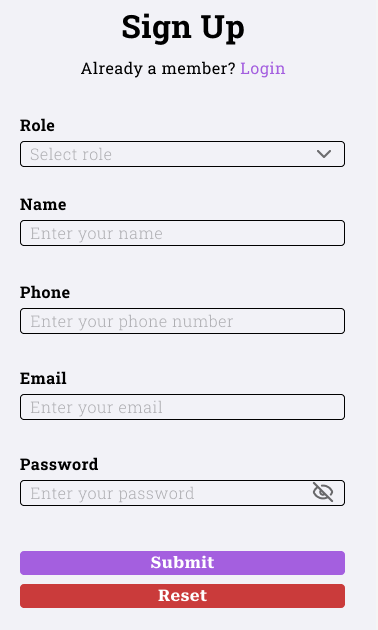 Sign Up
Already a member? Login
Role
Select role
Name
Enter your name
Phone
Enter your phone number
Email
Enter your email
Password
Enter your password
Submit
Reset